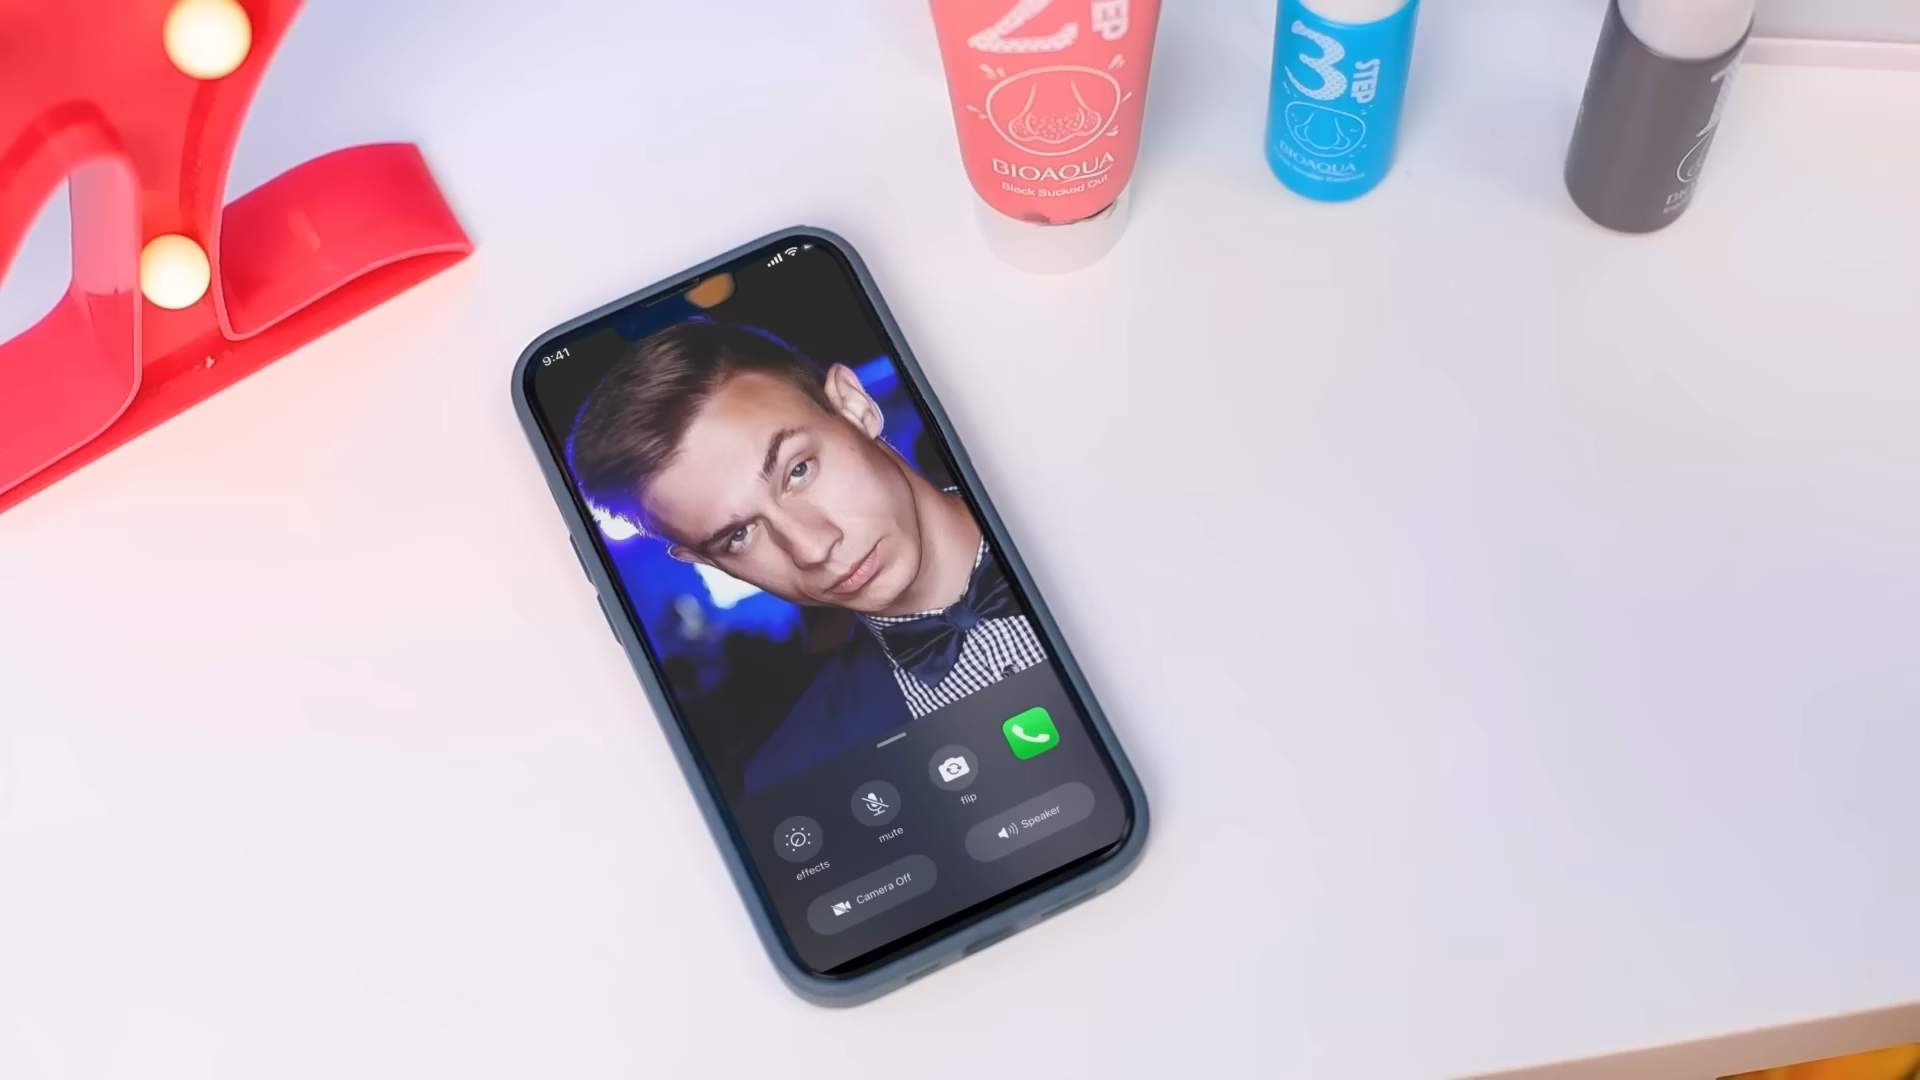 2 STEP
BIOAQUA
Black Sucked Out
3 STEP
BIOAQUA
9:41
effects
mute
flip
Camera Off
Speaker